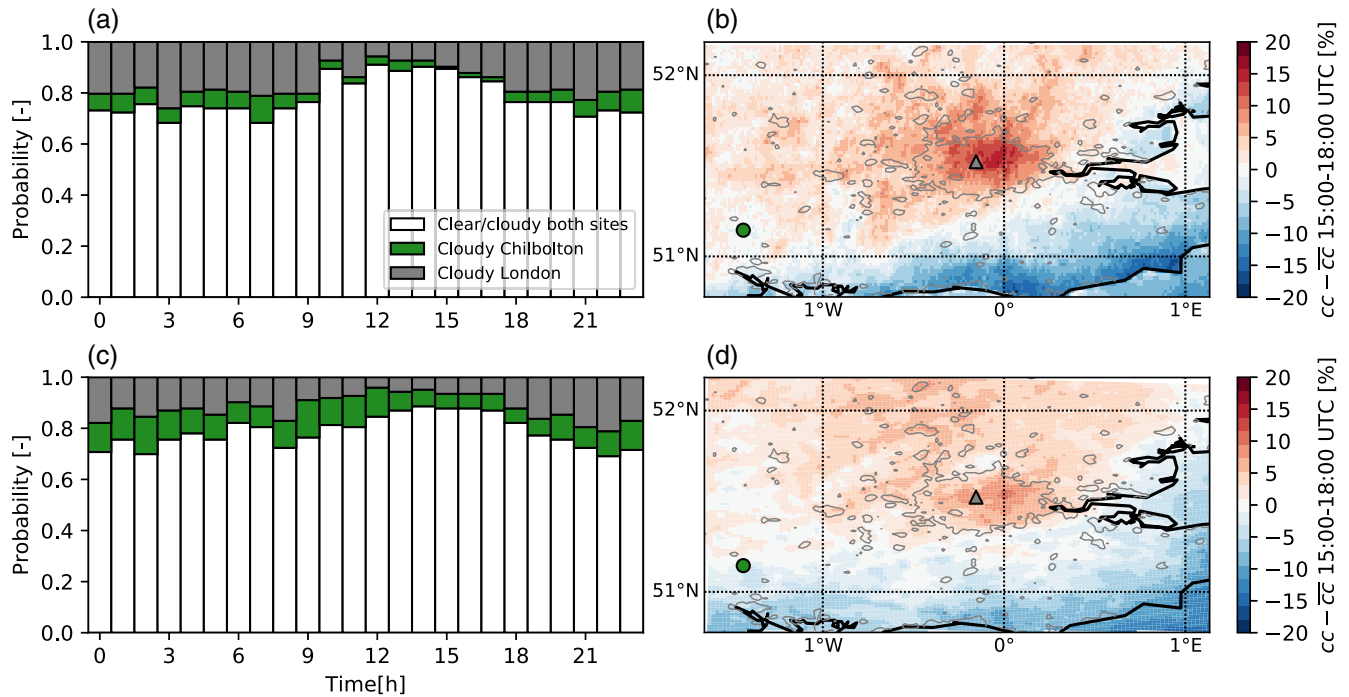 (a)
Probability [-]
1.0
0.8
0.6
0.4
0.2
0.0
Clear/cloudy both sites
Cloudy Chilbolton
Cloudy London
0 3 6 9 12 15 18 21
(b)
52°N
51°N
1°W 0° 1°E
20
15
10
5
0
−5
−10
−15
−20
cc−c̅c̅ 15:00-18:00 UTC [%]
(c)
Probability [-]
1.0
0.8
0.6
0.4
0.2
0.0
0 3 6 9 12 15 18 21
Time[h]
(d)
52°N
51°N
1°W 0° 1°E
20
15
10
5
0
−5
−10
−15
−20
cc−c̅c̅ 15:00-18:00 UTC [%]